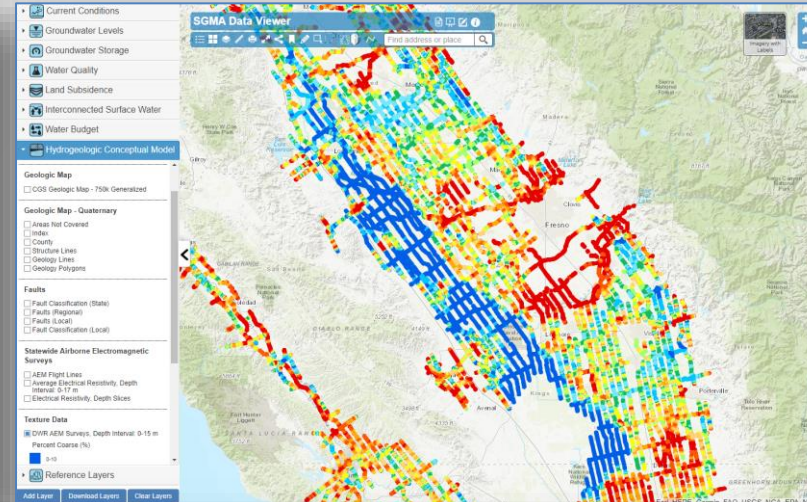 Current Conditions
Groundwater Levels
Groundwater Storage
Water Quality
Land Subsidence
Interconnected Surface Water
Water Budget
Hydrogeologic Conceptual Model
Geologic Map
CGS Geologic Map - 750k Generalized
Geologic Map - Quaternary
Areas Not Covered
Index
County
Structure Lines
Geology Lines
Geology Polygons
Faults
Fault Classification (State)
Faults (Regional)
Faults (Local)
Fault Classification (Local)
Statewide Airborne Electromagnetic
Surveys
AEM Flight Lines
Average Electrical Resistivity, Depth
Interval: 0-17 m
Electrical Resistivity, Depth Slices
Texture Data
DWR AEM Surveys, Depth Interval: 0-15 m
Percent Coarse (%)
0-10
Reference Layers
Add Layer Download Layers Clear Layers
SGMA Data Viewer
Find address or place
Imagery with
Labels
Madera
Gilroy
Clovis
Fresno
Soledad
DIABLO RANGE
Avenal
Kings
Porterville